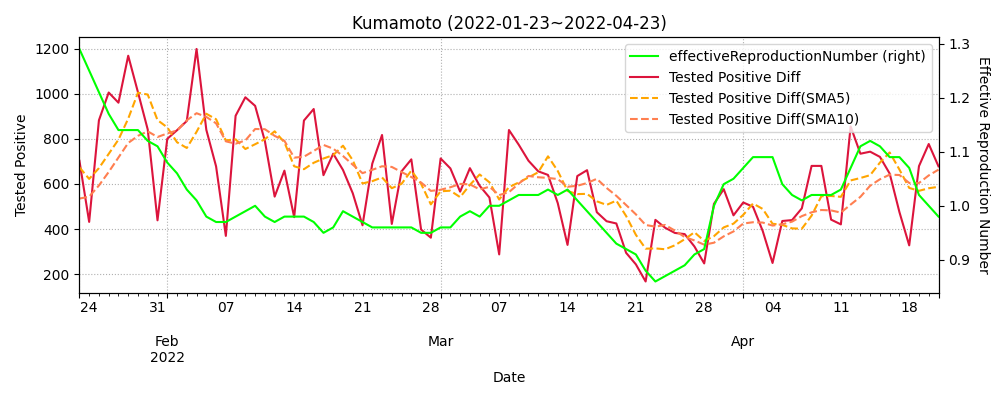 Kumamoto (2022-01-23~2022-04-23)
effectiveReproductionNumber (right)
Tested Positive Diff
Tested Positive Diff(SMA5)
Tested Positive Diff(SMA10)
Tested Positive
1200
1000
800
600
400
200
1.3
1.2
1.1
1.0
0.9
Effective Reproduction Number
24 31 07 14 21 28 07 14 21 28 04 11 18
Feb Mar Apr
2022
Date